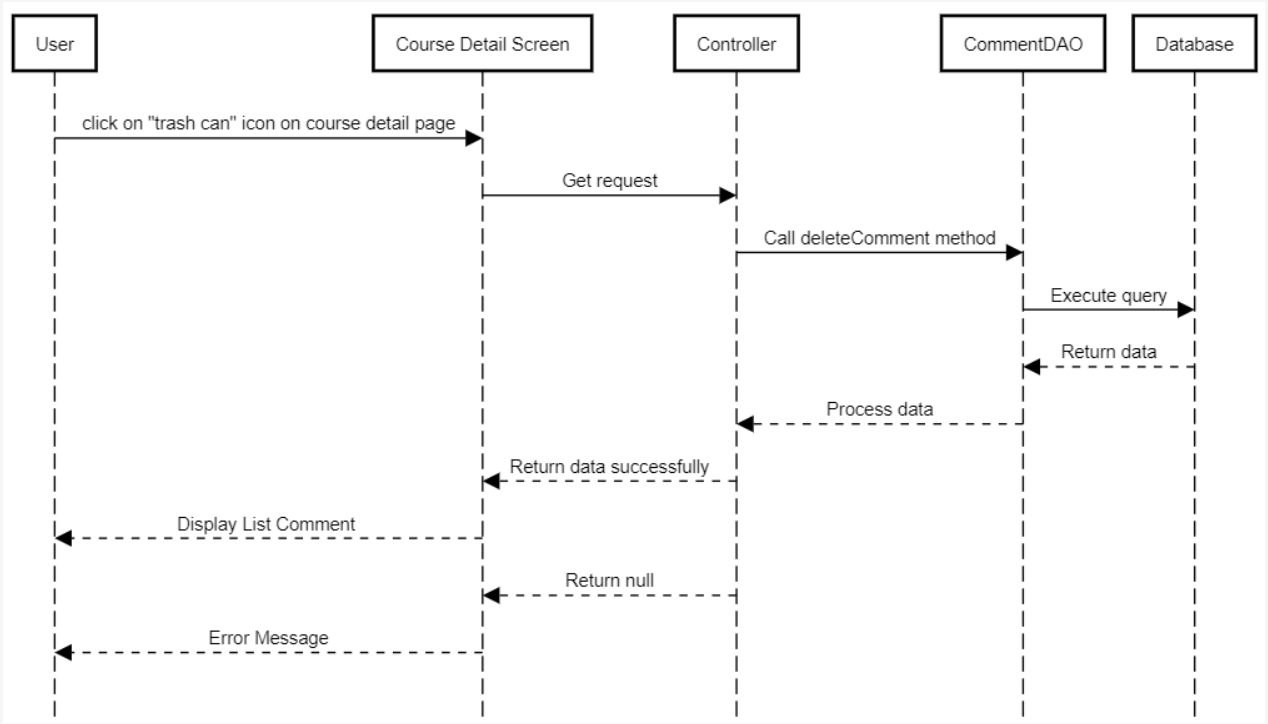 User
Course Detail Screen
Controller
CommentDAO
Database
click on "trash can" icon on course detail page
Get request
Call deleteComment method
Execute query
Return data
Process data
Return data successfully
Display List Comment
Return null
Error Message